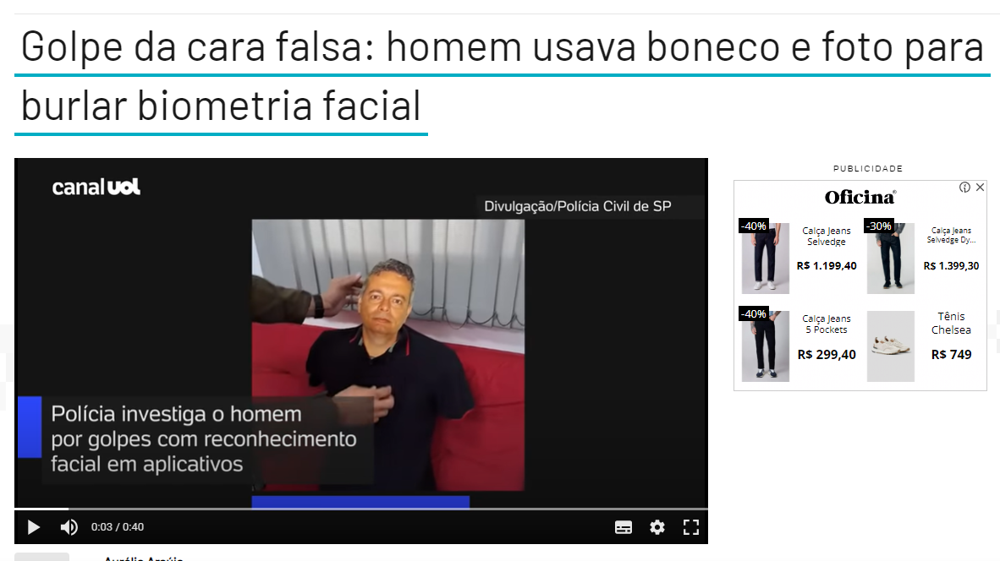 Golpe da cara falsa: homem usava boneco e foto para
burlar biometria facial
canal uol
Divulgação/Polícia Civil de SP
Polícia investiga o homem
por golpes com reconhecimento
facial em aplicativos
0:03 / 0:40
PUBLICIDADE
Oficina®
-40%
Calça Jeans
Selvedge
R$ 1.199,40
-30%
Calça Jeans
Selvedge Dy...
R$ 1.399,30
-40%
Calça Jeans
5 Pockets
R$ 299,40
Tênis
Chelsea
R$ 749